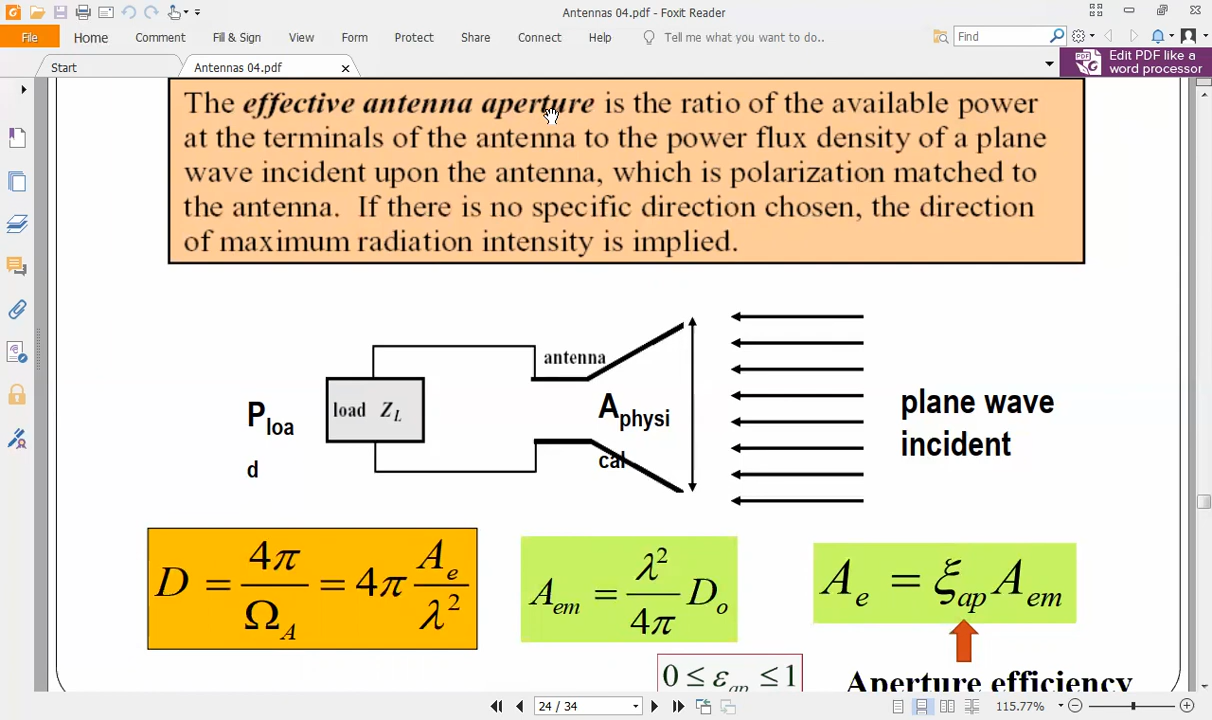 Antennas 04.pdf - Foxit Reader
File Home Comment Fill & Sign View Form Protect Share Connect Help Tell me what you want to do.. Find
Start Antennas 04.pdf Edit PDF like a
word processor
The effective antenna aperture is the ratio of the available power
at the terminals of the antenna to the power flux density of a plane
wave incident upon the antenna, which is polarization matched to
the antenna. If there is no specific direction chosen, the direction
of maximum radiation intensity is implied.
antenna
P_loa
d
load Z_L
A_physi
cal
plane wave
incident
D = 4π / Ω_A = 4π A_e / λ²
A_em = λ² / 4π D_o
A_e = ξ_ap A_em
0 ≤ ε_ap ≤ 1
Aperture efficiency
24 / 34 115.77%